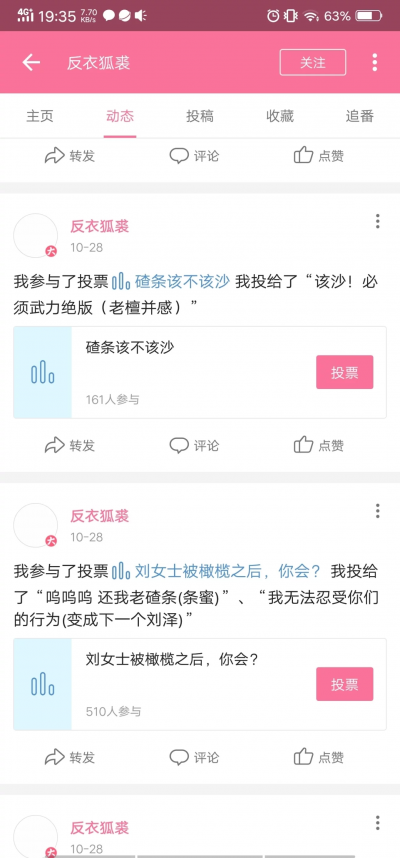 4G+ 19:35 7.70 KB/s 63%
反衣狐裘 关注
主页 动态 投稿 收藏 追番
转发 评论 点赞
反衣狐裘
大
10-28
我参与了投票 碴条该不该沙 我投给了“该沙！必
须武力绝版（老檀并感）”
碴条该不该沙
投票
161人参与
转发 评论 点赞
反衣狐裘
大
10-28
我参与了投票 刘女士被橄榄之后，你会？ 我投给
了“呜呜呜 还我老碴条(条蜜)”、“我无法忍受你们
的行为(变成下一个刘泽)”
刘女士被橄榄之后，你会？
投票
510人参与
转发 评论 点赞
反衣狐裘
大
10-28